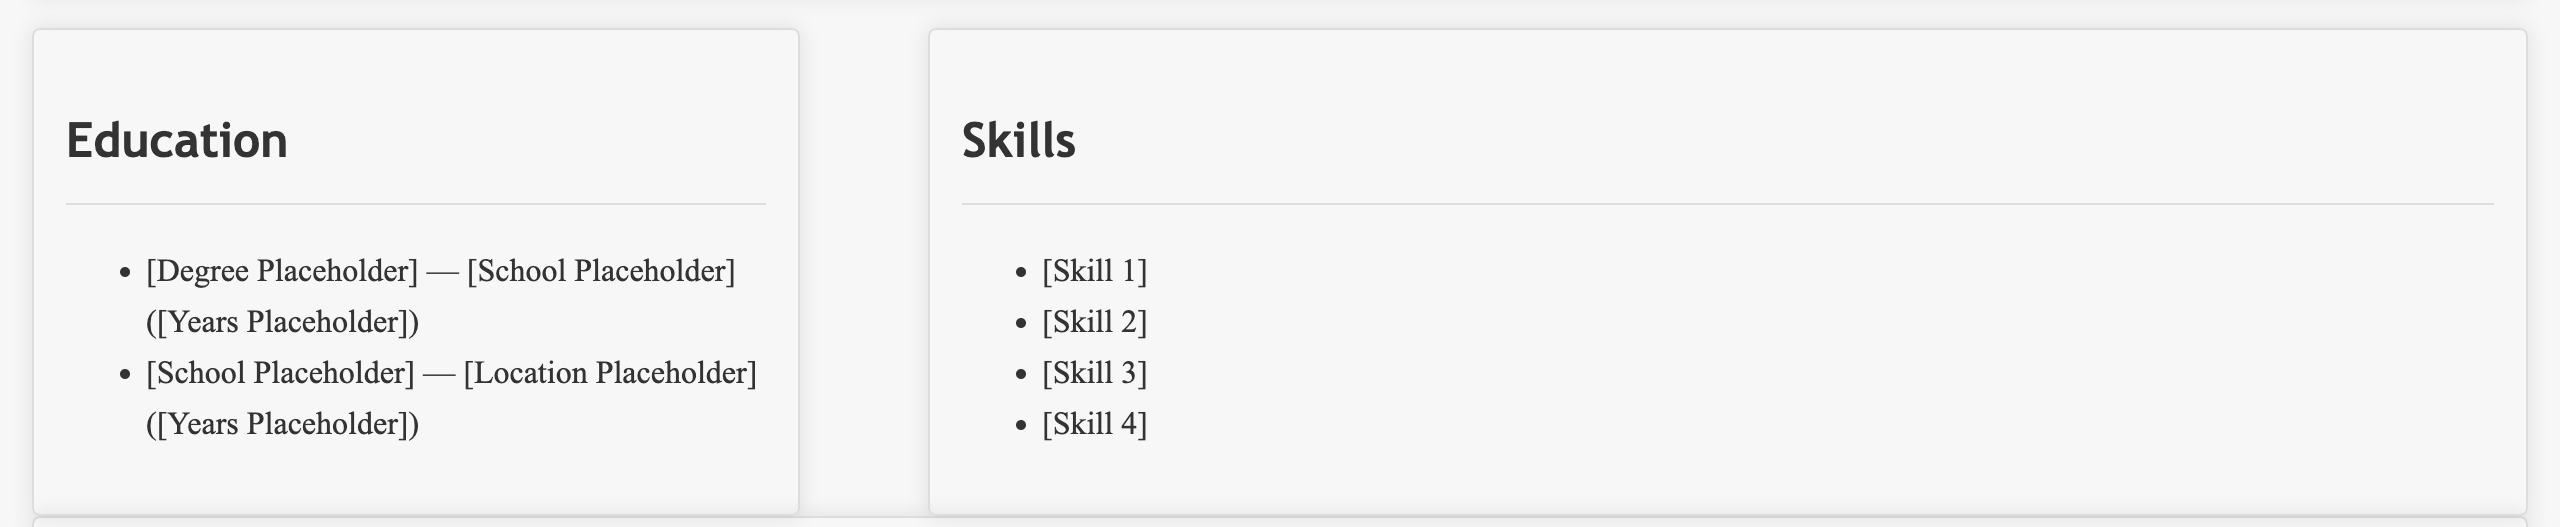 Education
[Degree Placeholder] — [School Placeholder]
([Years Placeholder])
[School Placeholder] — [Location Placeholder]
([Years Placeholder])
Skills
[Skill 1]
[Skill 2]
[Skill 3]
[Skill 4]